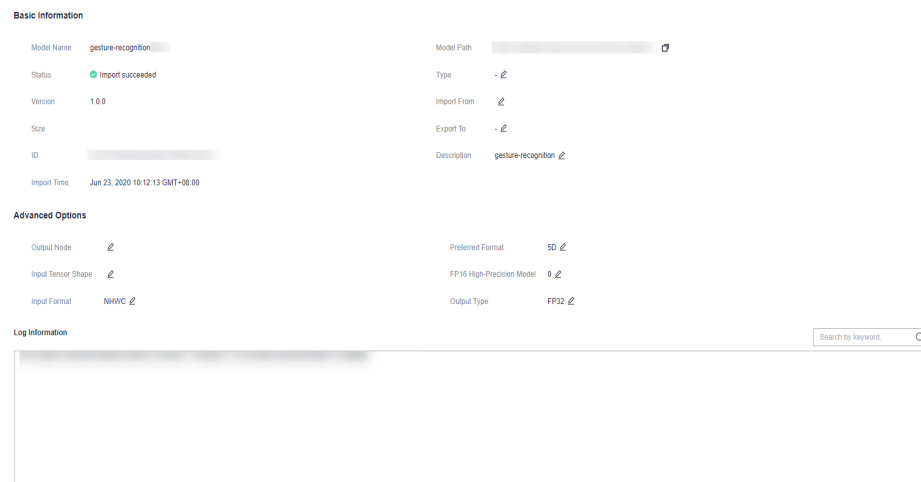 Basic Information
Model Name gesture-recognition
Model Path
Status Import succeeded
Type -
Version 1.0.0
Import From
Size
Export To -
ID
Description gesture-recognition
Import Time Jun 23, 2020 10:12:13 GMT+08:00
Advanced Options
Output Node
Preferred Format 5D
Input Tensor Shape
FP16 High-Precision Model 0
Input Format NHWC
Output Type FP32
Log Information
Search by keyword.